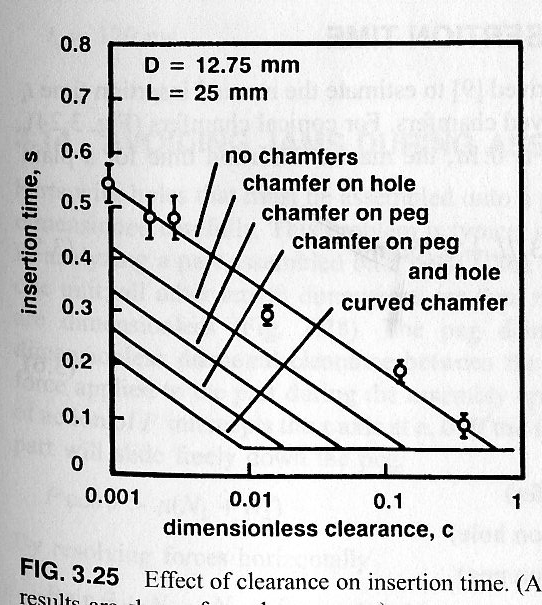 0.8
D = 12.75 mm
0.7
L = 25 mm
0.6
no chamfers
chamfer on hole
0.5
chamfer on peg
0.4
chamfer on peg
and hole
0.3
curved chamfer
0.2
0.1
0
insertion time, s
0.001
0.01
0.1
1
dimensionless clearance, c
FIG. 3.25 Effect of clearance on insertion time. (A
results are